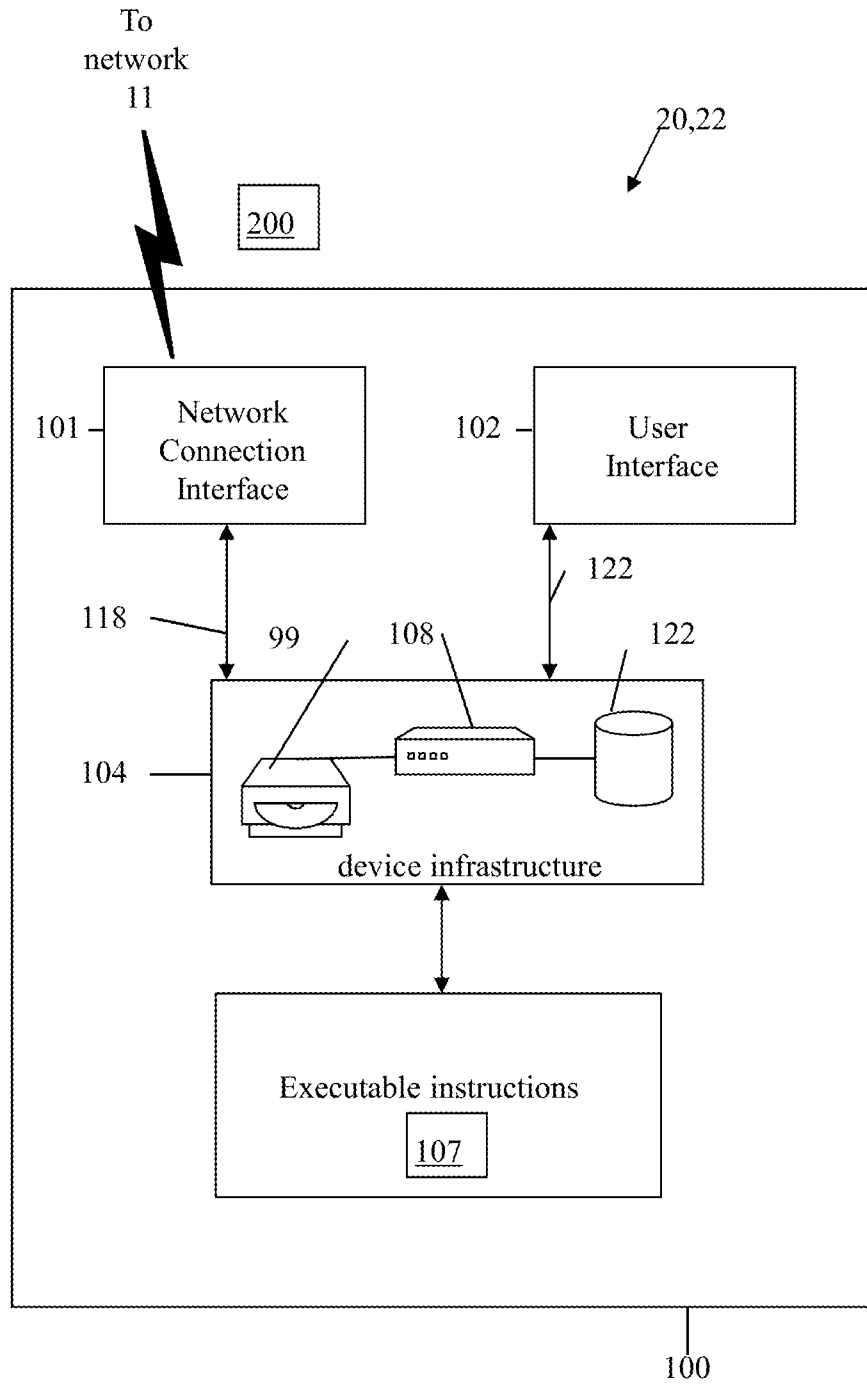 To
network
11
20,22
200
101
Network
Connection
Interface
102
User
Interface
118
99
108
122
122
104
device infrastructure
Executable instructions
107
100